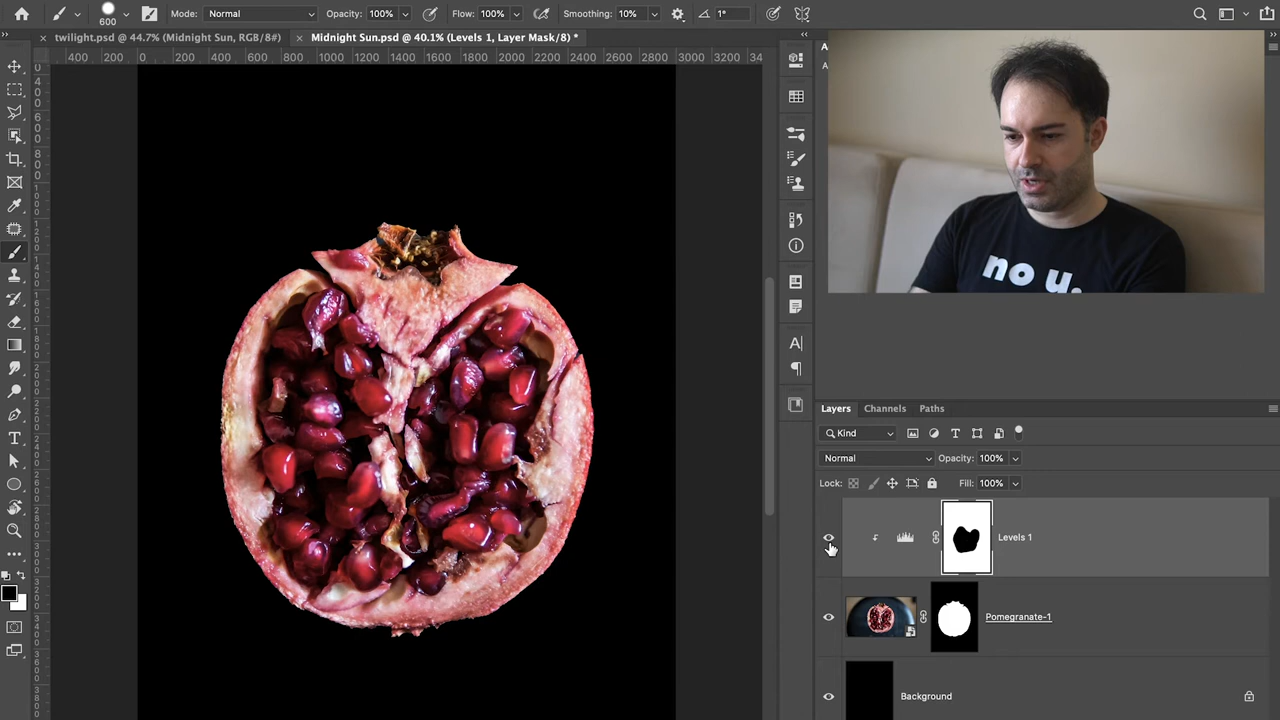 600
Mode: Normal
Opacity: 100%
Flow: 100%
Smoothing: 10%
1°
twilight.psd @ 44.7% (Midnight Sun, RGB/8#)
Midnight Sun.psd @ 40.1% (Levels 1, Layer Mask/8) *
400 200 0 200 400 600 800 1000 1200 1400 1600 1800 2000 2200 2400 2600 2800 3000 3200 34
no u.
Layers Channels Paths
Kind
Normal
Opacity: 100%
Lock:
Fill: 100%
Levels 1
Pomegranate-1
Background